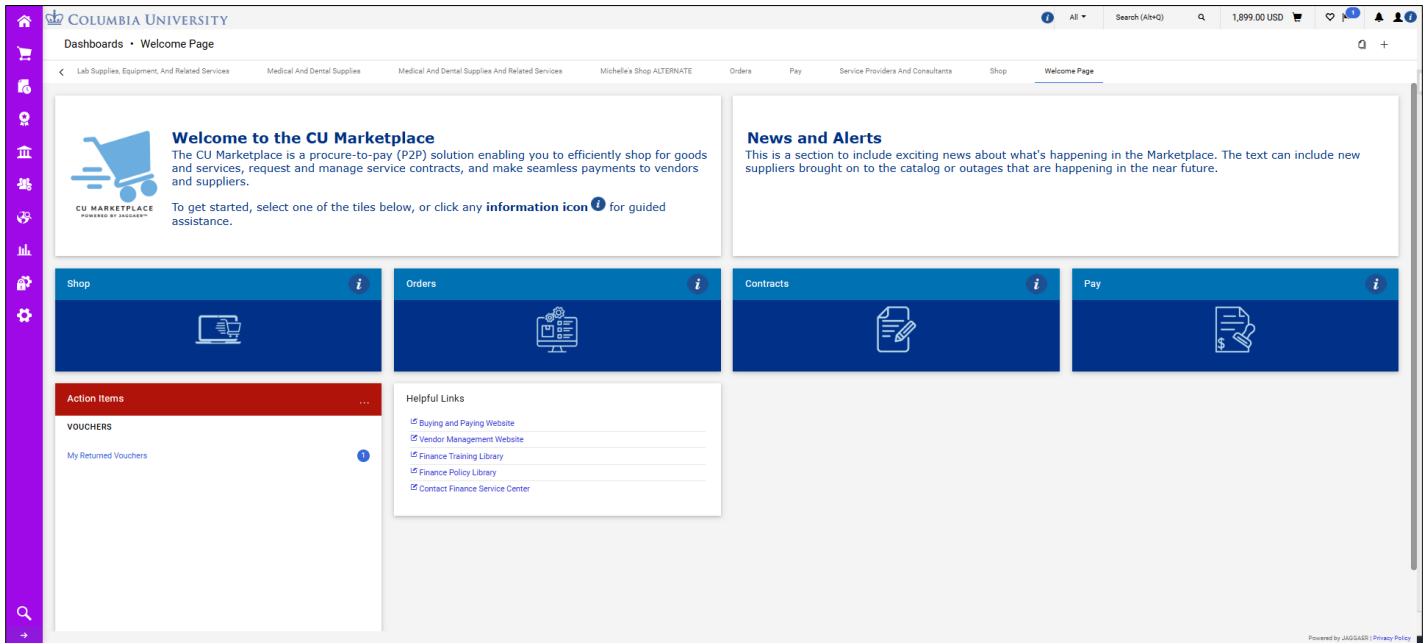 COLUMBIA UNIVERSITY
i
All
Search (Alt+Q)
1,899.00 USD
1
i
Dashboards • Welcome Page
Lab Supplies, Equipment, And Related Services
Medical And Dental Supplies
Medical And Dental Supplies And Related Services
Michelle's Shop ALTERNATE
Orders
Pay
Service Providers And Consultants
Shop
Welcome Page
CU MARKETPLACE
POWERED BY JAGGAER™
Welcome to the CU Marketplace
The CU Marketplace is a procure-to-pay (P2P) solution enabling you to efficiently shop for goods
and services, request and manage service contracts, and make seamless payments to vendors
and suppliers.
To get started, select one of the tiles below, or click any information icon i for guided
assistance.
News and Alerts
This is a section to include exciting news about what's happening in the Marketplace. The text can include new
suppliers brought on to the catalog or outages that are happening in the near future.
Shop
i
Orders
i
Contracts
i
Pay
i
$
Action Items
...
VOUCHERS
My Returned Vouchers
1
Helpful Links
Buying and Paying Website
Vendor Management Website
Finance Training Library
Finance Policy Library
Contact Finance Service Center
Powered by JAGGAER | Privacy Policy